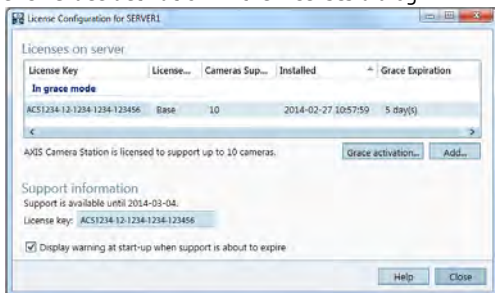 License Configuration for SERVER1
Licenses on server
License Key License... Cameras Sup... Installed Grace Expiration
In grace mode
ACS1234-12-1234-1234-123456 Base 10 2014-02-27 10:57:59 5 day(s)
AXIS Camera Station is licensed to support up to 10 cameras.
Grace activation... Add...
Support information
Support is available until 2014-03-04.
License key: ACS1234-12-1234-1234-123456
Display warning at start-up when support is about to expire
Help Close